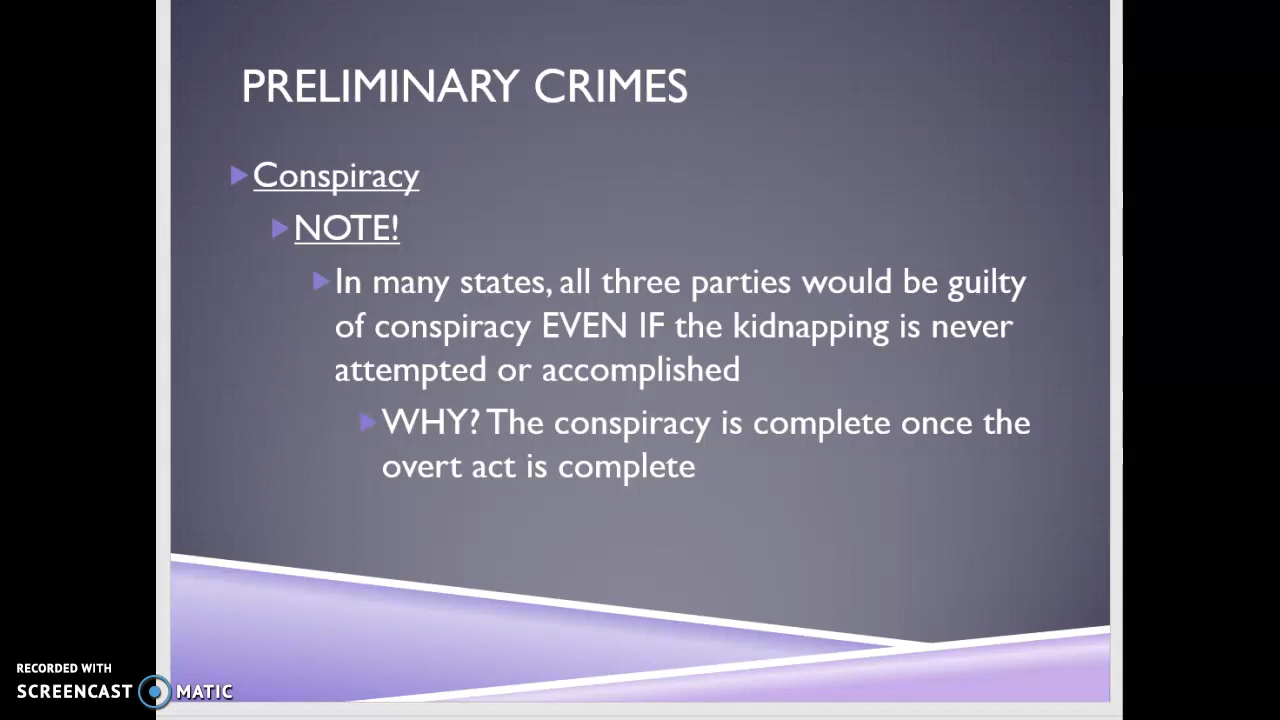 PRELIMINARY CRIMES
Conspiracy
NOTE!
In many states, all three parties would be guilty
of conspiracy EVEN IF the kidnapping is never
attempted or accomplished
WHY? The conspiracy is complete once the
overt act is complete
RECORDED WITH
SCREENCAST MATIC